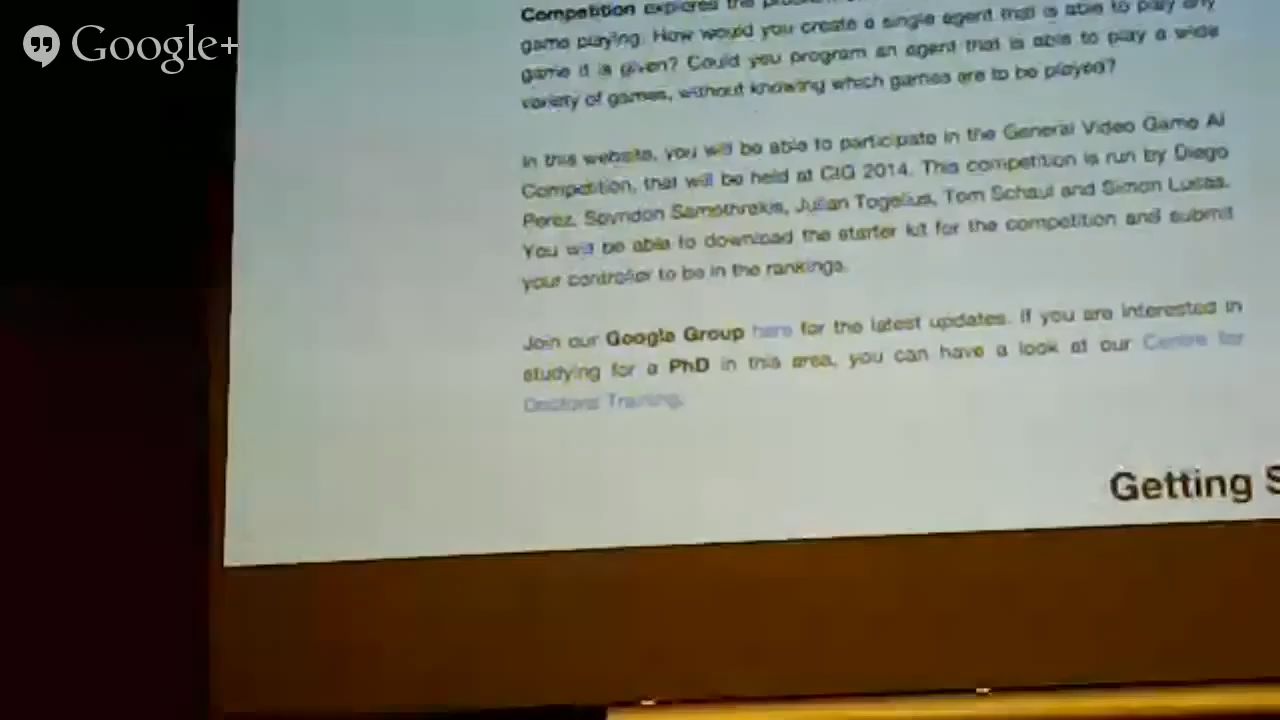 Google+
Competition explores the
game playing. How would you create a single agent that is able to play any
game it is given? Could you program an agent that is able to play a wide
variety of games, without knowing which games are to be played?
In this website, you will be able to participate in the General Video Game AI
Competition, that will be held at CIG 2014. This competition is run by Diego
Perez, Spyridon Samothrakis, Julian Togelius, Tom Schaul and Simon Lucas.
You will be able to download the starter kit for the competition and submit
your controller to be in the rankings.
Join our Google Group here for the latest updates. If you are interested in
studying for a PhD in this area, you can have a look at our Centre for
Doctoral Training.
Getting S